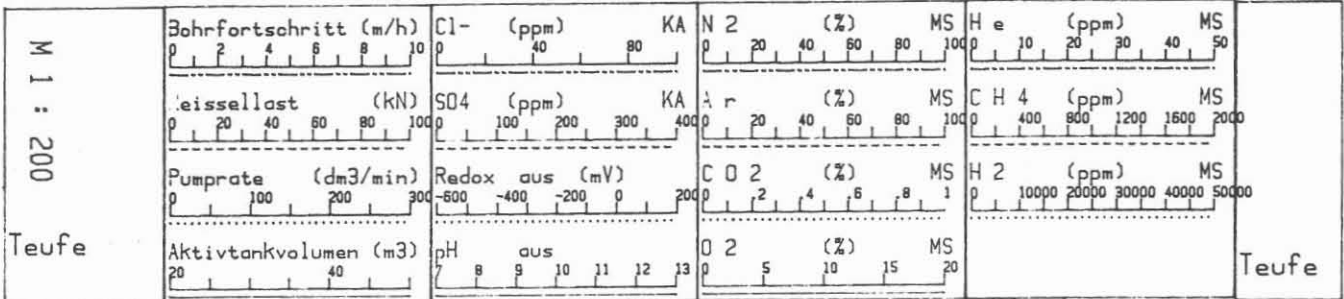 M 1 : 200
Teufe
Bohrfortschritt (m/h)
0 2 4 6 8 10
eissellast (kN)
0 20 40 60 80 100
Pumprate (dm3/min)
0 100 200 300
Aktivtankvolumen (m3)
20 40
Cl- (ppm) KA
0 40 80
SO4 (ppm) KA
0 100 200 300 400
Redox aus (mV)
-600 -400 -200 0 200
pH aus
7 8 9 10 11 12 13
N 2 (%) MS
0 20 40 60 80 100
A r (%) MS
0 20 40 60 80 100
C O 2 (%) MS
0 .2 .4 .6 .8 1
O 2 (%) MS
0 5 10 15 20
H e (ppm) MS
0 10 20 30 40 50
C H 4 (ppm) MS
0 400 800 1200 1600 2000
H 2 (ppm) MS
0 10000 20000 30000 40000 50000
Teufe